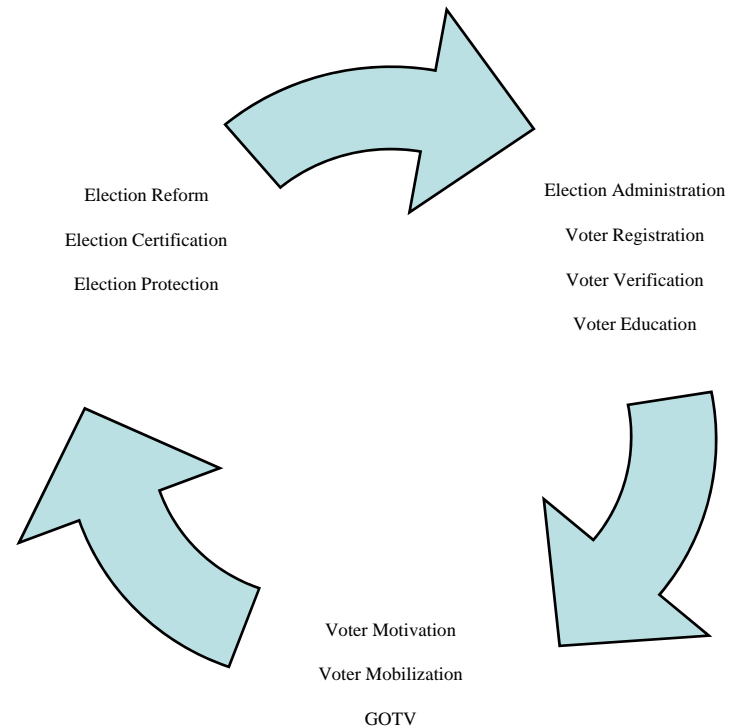 Election Reform
Election Certification
Election Protection
Election Administration
Voter Registration
Voter Verification
Voter Education
Voter Motivation
Voter Mobilization
GOTV